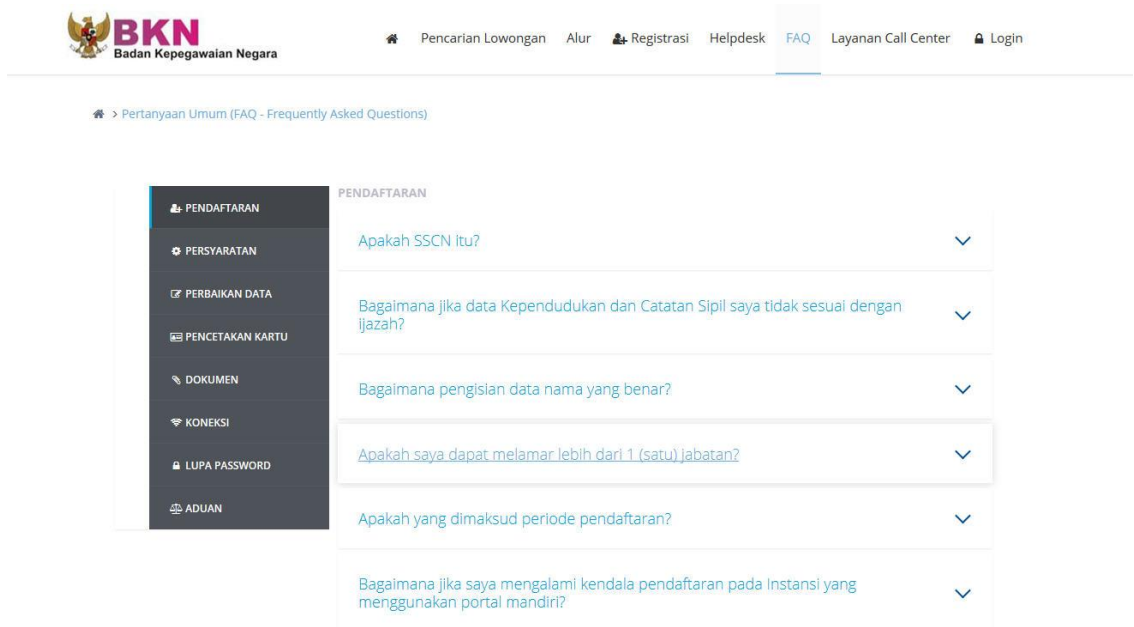 BKN
Badan Kepegawaian Negara
Pencarian Lowongan Alur Registrasi Helpdesk FAQ Layanan Call Center Login
> Pertanyaan Umum (FAQ - Frequently Asked Questions)
PENDAFTARAN
PERSYARATAN
PERBAIKAN DATA
PENCETAKAN KARTU
DOKUMEN
KONEKSI
LUPA PASSWORD
ADUAN
PENDAFTARAN
Apakah SSCN itu?
Bagaimana jika data Kependudukan dan Catatan Sipil saya tidak sesuai dengan
ijazah?
Bagaimana pengisian data nama yang benar?
Apakah saya dapat melamar lebih dari 1 (satu) jabatan?
Apakah yang dimaksud periode pendaftaran?
Bagaimana jika saya mengalami kendala pendaftaran pada Instansi yang
menggunakan portal mandiri?